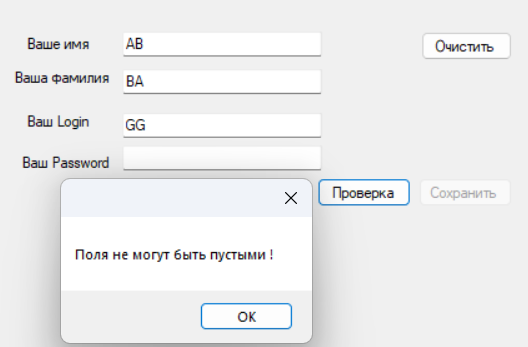 Ваше имя AB Очистить
Ваша фамилия BA
Ваш Login GG
Ваш Password
Проверка Сохранить
Поля не могут быть пустыми !
OK